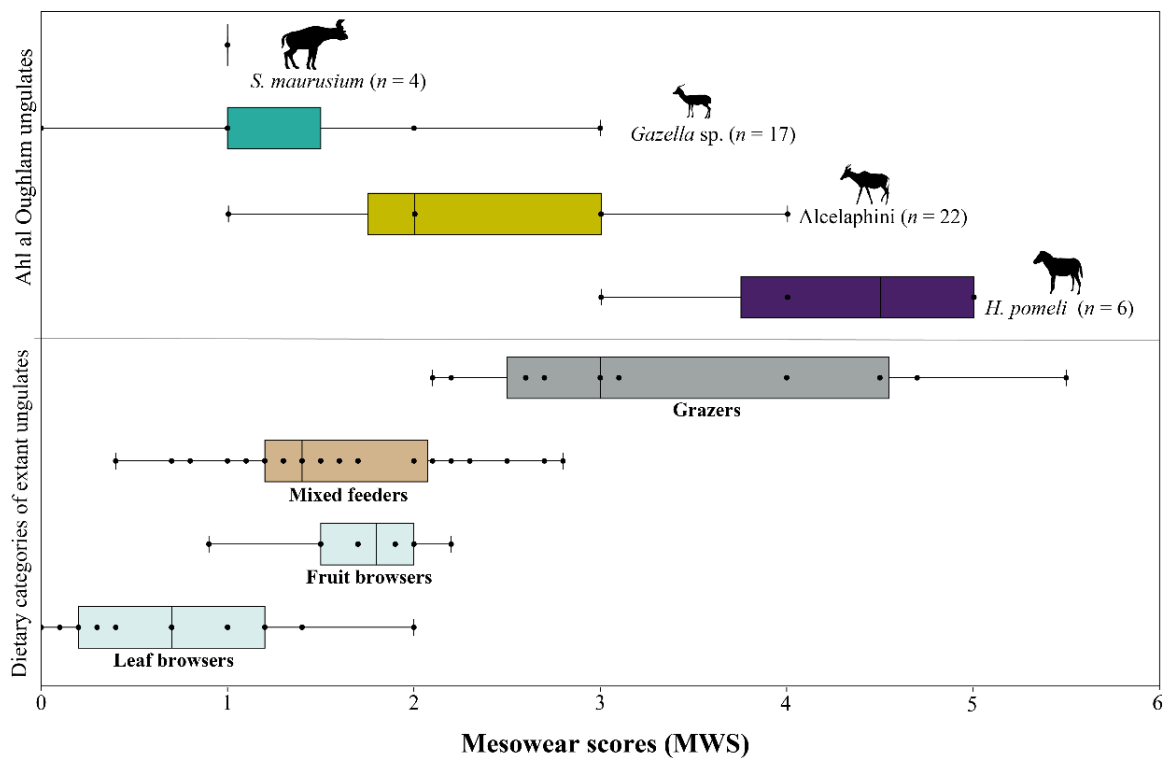 Ahl al Oughlam ungulates
S. maurusium (n = 4)
Gazella sp. (n = 17)
Alcelaphini (n = 22)
H. pomeli (n = 6)
Dietary categories of extant ungulates
Grazers
Mixed feeders
Fruit browsers
Leaf browsers
0 1 2 3 4 5 6
Mesowear scores (MWS)